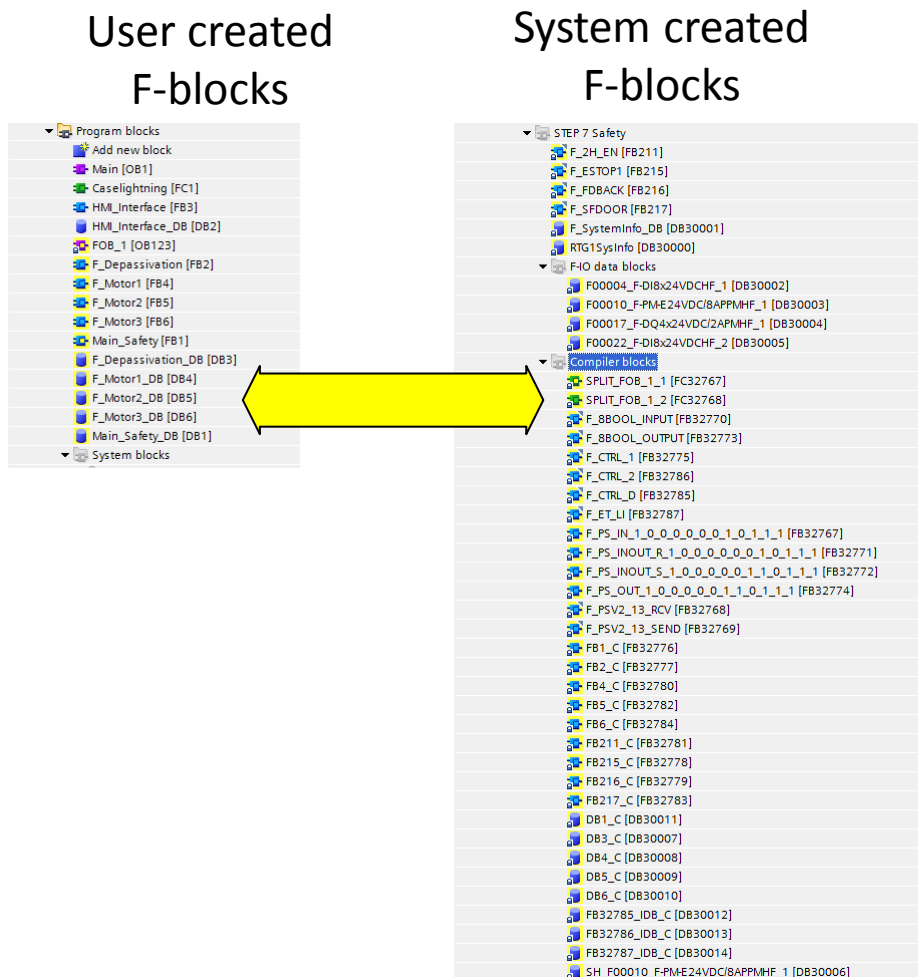 User created
F-blocks
Program blocks
Add new block
Main [OB1]
Caselightning [FC1]
HMI_Interface [FB3]
HMI_Interface_DB [DB2]
FOB_1 [OB123]
F_Depassivation [FB2]
F_Motor1 [FB4]
F_Motor2 [FB5]
F_Motor3 [FB6]
Main_Safety [FB1]
F_Depassivation_DB [DB3]
F_Motor1_DB [DB4]
F_Motor2_DB [DB5]
F_Motor3_DB [DB6]
Main_Safety_DB [DB1]
System blocks
System created
F-blocks
STEP 7 Safety
F_2H_EN [FB211]
F_ESTOP1 [FB215]
F_FDBACK [FB216]
F_SFDOOR [FB217]
F_SystemInfo_DB [DB30001]
RTG1SysInfo [DB30000]
F-IO data blocks
F00004_F-DI8x24VDCHF_1 [DB30002]
F00010_F-PM-E24VDC/8APPMHF_1 [DB30003]
F00017_F-DQ4x24VDC/2APMHF_1 [DB30004]
F00022_F-DI8x24VDCHF_2 [DB30005]
Compiler blocks
SPLIT_FOB_1_1 [FC32767]
SPLIT_FOB_1_2 [FC32768]
F_8BOOL_INPUT [FB32770]
F_8BOOL_OUTPUT [FB32773]
F_CTRL_1 [FB32775]
F_CTRL_2 [FB32786]
F_CTRL_D [FB32785]
F_ET_LI [FB32787]
F_PS_IN_1_0_0_0_0_0_0_1_0_1_1_1 [FB32767]
F_PS_INOUT_R_1_0_0_0_0_0_0_1_0_1_1_1 [FB32771]
F_PS_INOUT_S_1_0_0_0_0_0_1_1_0_1_1_1 [FB32772]
F_PS_OUT_1_0_0_0_0_0_1_1_0_1_1_1 [FB32774]
F_PSV2_13_RCV [FB32768]
F_PSV2_13_SEND [FB32769]
FB1_C [FB32776]
FB2_C [FB32777]
FB4_C [FB32780]
FB5_C [FB32782]
FB6_C [FB32784]
FB211_C [FB32781]
FB215_C [FB32778]
FB216_C [FB32779]
FB217_C [FB32783]
DB1_C [DB30011]
DB3_C [DB30007]
DB4_C [DB30008]
DB5_C [DB30009]
DB6_C [DB30010]
FB32785_IDB_C [DB30012]
FB32786_IDB_C [DB30013]
FB32787_IDB_C [DB30014]
SH_F00010_F-PM-E24VDC/8APPMHF_1 [DB30006]